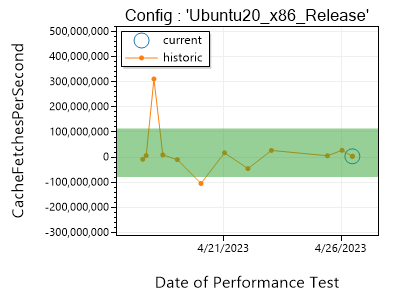 Config : 'Ubuntu20_x86_Release'
CacheFetchesPerSecond
500,000,000
400,000,000
300,000,000
200,000,000
100,000,000
0
-100,000,000
-200,000,000
-300,000,000
current
historic
4/21/2023
4/26/2023
Date of Performance Test